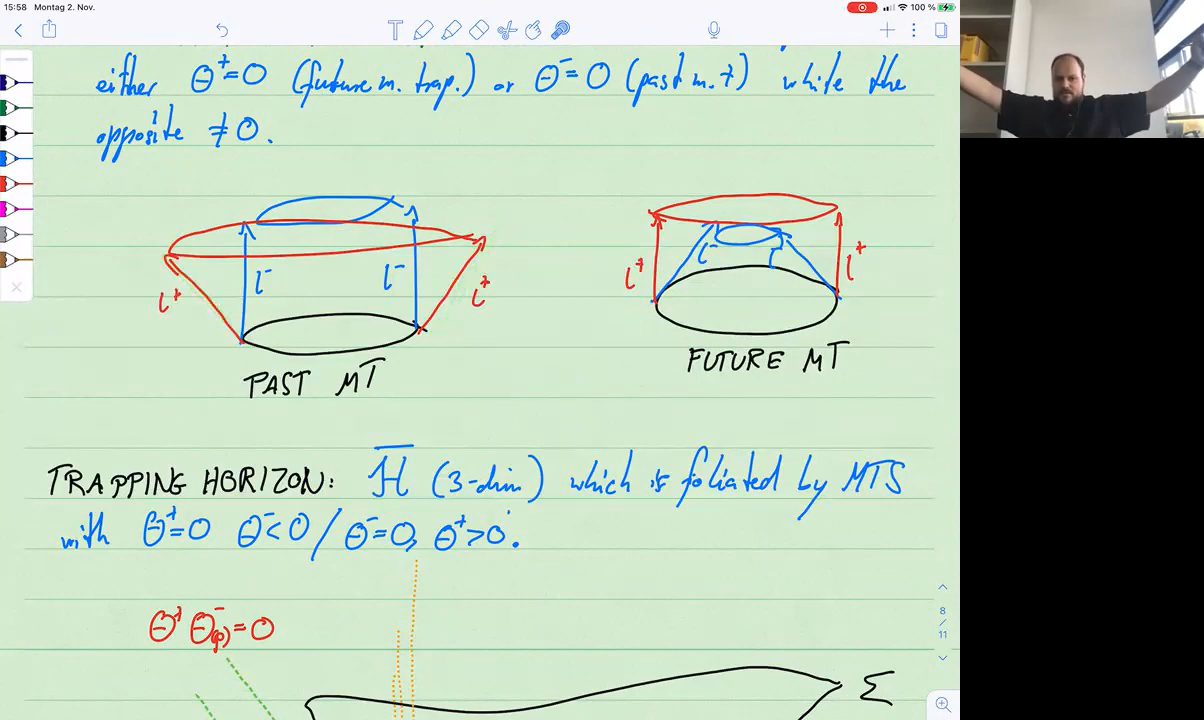 15:58 Montag 2. Nov.
100 %
either Θ⁺=0 (future m. trap.) or Θ⁻=0 (past m. t) while the
opposite ≠ 0.
l⁺ l⁻ l⁻ l⁺
l⁺ l⁻ l⁻ l⁺
PAST MT
FUTURE MT
TRAPPING HORIZON: H̅ (3-dim) which is foliated by MTS
with Θ⁺=0 Θ⁻<0 / Θ⁻=0, Θ⁺>0.
Θ⁺ Θ⁻(p) = 0
Σ
8
/
11